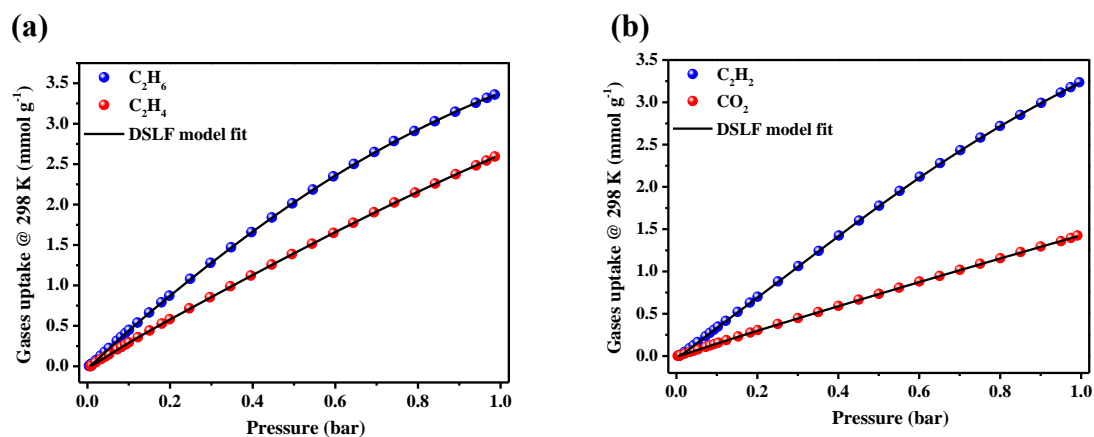 (a)
Gases uptake @ 298 K (mmol g⁻¹)
3.5
3.0
2.5
2.0
1.5
1.0
0.5
0.0
C₂H₆
C₂H₄
DSLF model fit
0.0 0.2 0.4 0.6 0.8 1.0
Pressure (bar)
(b)
Gases uptake @ 298 K (mmol g⁻¹)
3.5
3.0
2.5
2.0
1.5
1.0
0.5
0.0
C₂H₂
CO₂
DSLF model fit
0.0 0.2 0.4 0.6 0.8 1.0
Pressure (bar)